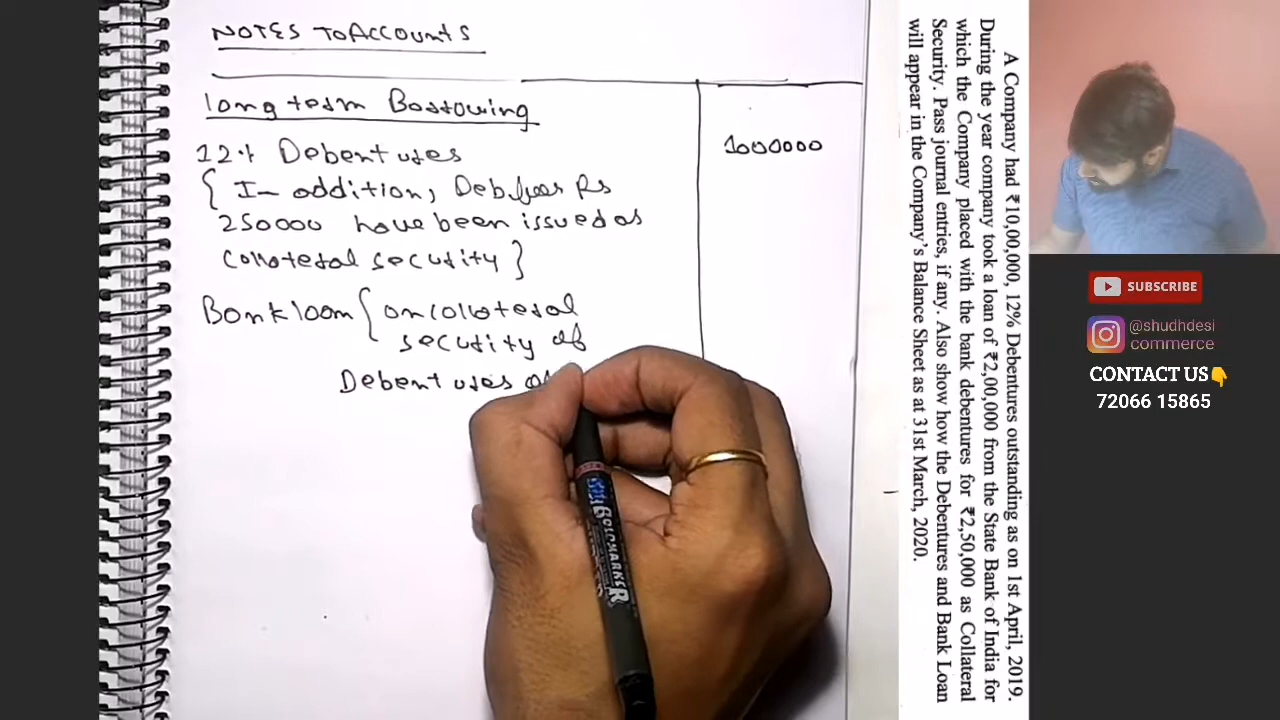 NOTES To Accounts
long term Borrowing
12% Debentures
1000000
{ In addition, Deb for Rs
250000 have been issued as
collateral security }
Bank loan { on collateral
security of
Debentures of
A Company had ₹10,00,000, 12% Debentures outstanding as on 1st April, 2019.
During the year company took a loan of ₹2,00,000 from the State Bank of India for
which the Company placed with the bank debentures for ₹2,50,000 as Collateral
Security. Pass journal entries, if any. Also show how the Debentures and Bank Loan
will appear in the Company's Balance Sheet as at 31st March, 2020.
SUBSCRIBE
@shudhdesi
commerce
CONTACT US👇
72066 15865
GOLDMARKER